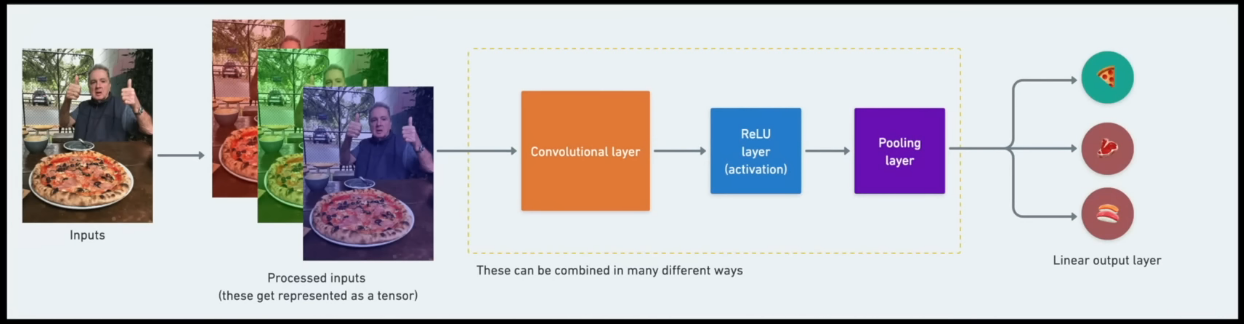 Inputs
Processed inputs
(these get represented as a tensor)
Convolutional layer
ReLU
layer
(activation)
Pooling
layer
These can be combined in many different ways
Linear output layer